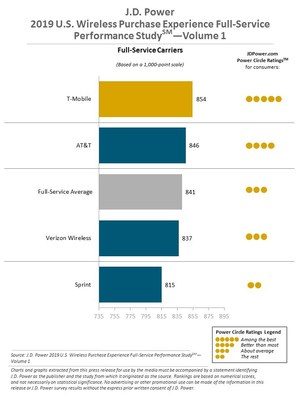 J.D. Power
2019 U.S. Wireless Purchase Experience Full-Service
Performance StudySM—Volume 1
Full-Service Carriers
(Based on a 1,000-point scale)
JDPower.com
Power Circle RatingsTM
for consumers:
T-Mobile
854
AT&T
846
Full-Service Average
841
Verizon Wireless
837
Sprint
815
735 755 775 795 815 835 855 875 895
Power Circle Ratings Legend
Among the best
Better than most
About average
The rest
Source: J.D. Power 2019 U.S. Wireless Purchase Experience Full-Service Performance StudySM—
Volume 1
Charts and graphs extracted from this press release for use by the media must be accompanied by a statement identifying
J.D. Power as the publisher and the study from which it originated as the source. Rankings are based on numerical scores,
and not necessarily on statistical significance. No advertising or other promotional use can be made of the information in this
release or J.D. Power survey results without the express prior written consent of J.D. Power.